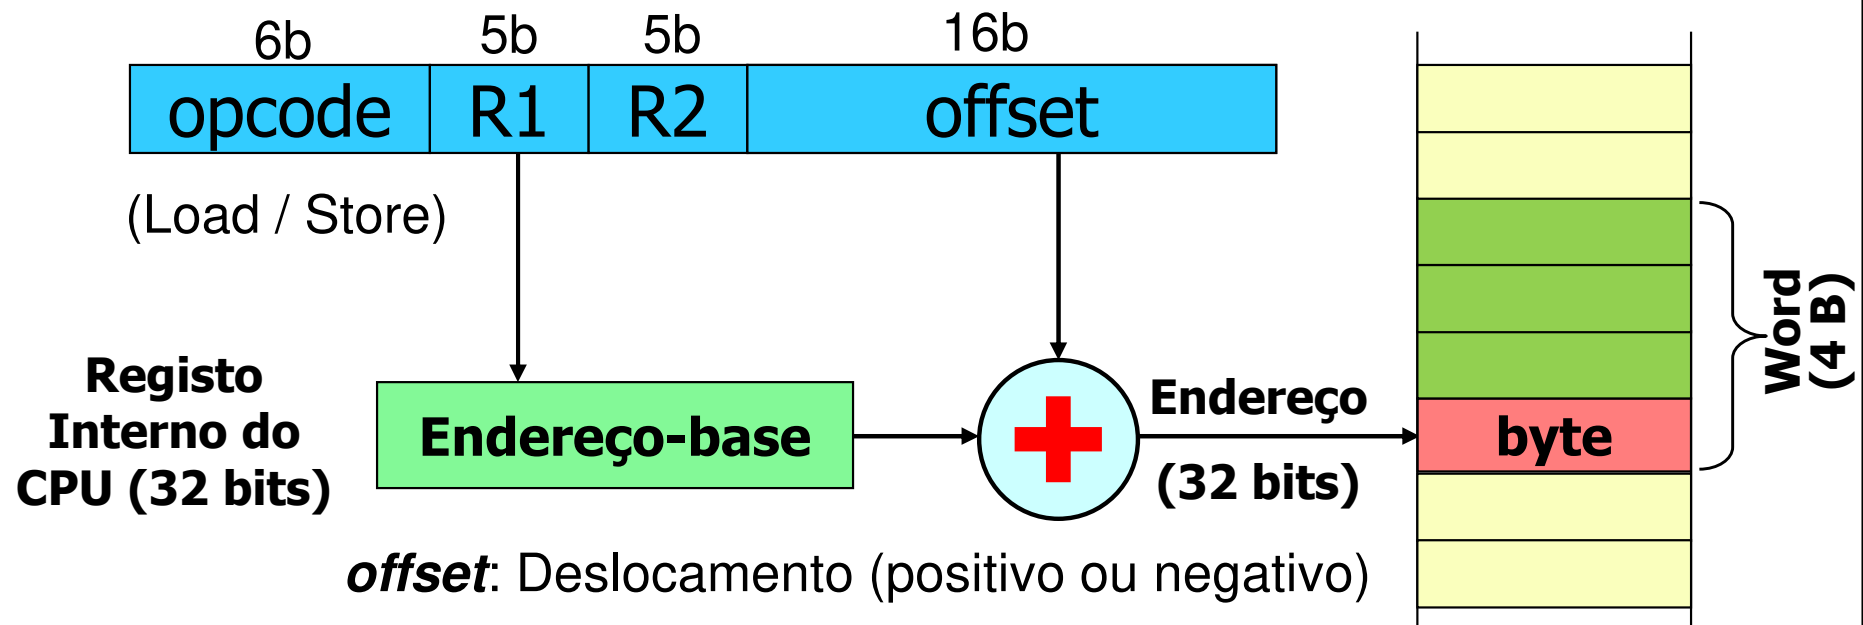 6b 5b 5b 16b
opcode R1 R2 offset
(Load / Store)
Registo
Interno do
CPU (32 bits)
Endereço-base
Endereço
(32 bits)
byte
Word
(4 B)
offset: Deslocamento (positivo ou negativo)